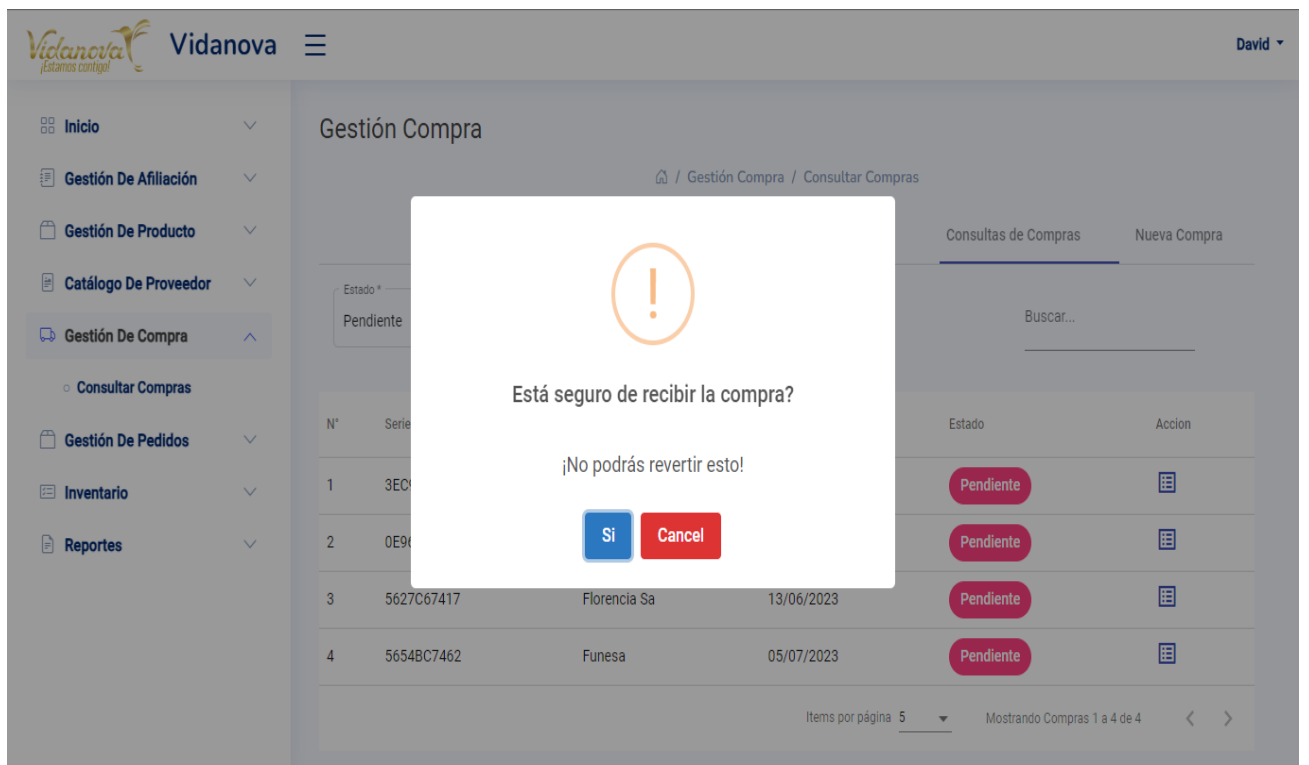 Vidanova
¡Estamos contigo!
Vidanova
David
Inicio
Gestión De Afiliación
Gestión De Producto
Catálogo De Proveedor
Gestión De Compra
Consultar Compras
Gestión De Pedidos
Inventario
Reportes
Gestión Compra
/ Gestión Compra / Consultar Compras
Consultas de Compras Nueva Compra
Estado *
Pendiente
Buscar...
!
Está seguro de recibir la compra?
¡No podrás revertir esto!
Si Cancel
N° Serie Estado Accion
1 Pendiente
2 Pendiente
3 5627C67417 Florencia Sa 13/06/2023 Pendiente
4 5654BC7462 Funesa 05/07/2023 Pendiente
Items por página 5 Mostrando Compras 1 a 4 de 4